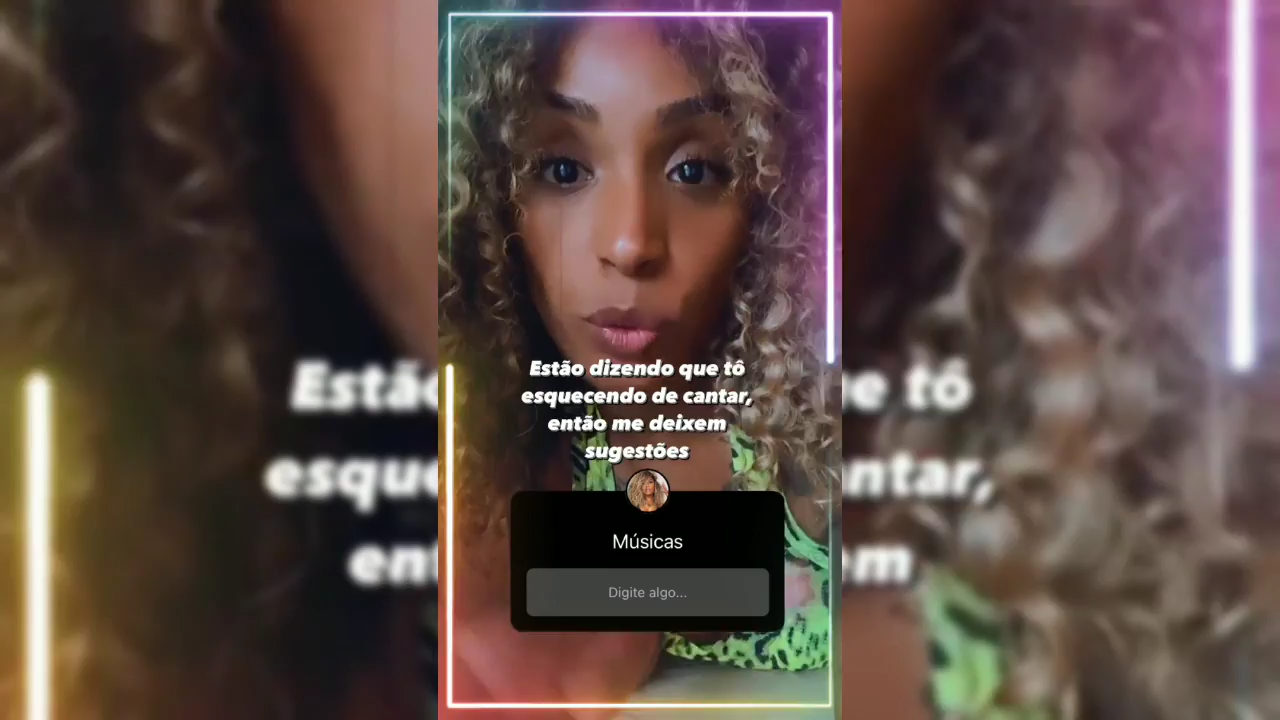 Estão dizendo que tô
esquecendo de cantar,
então me deixem
sugestões
Músicas
Digite algo...